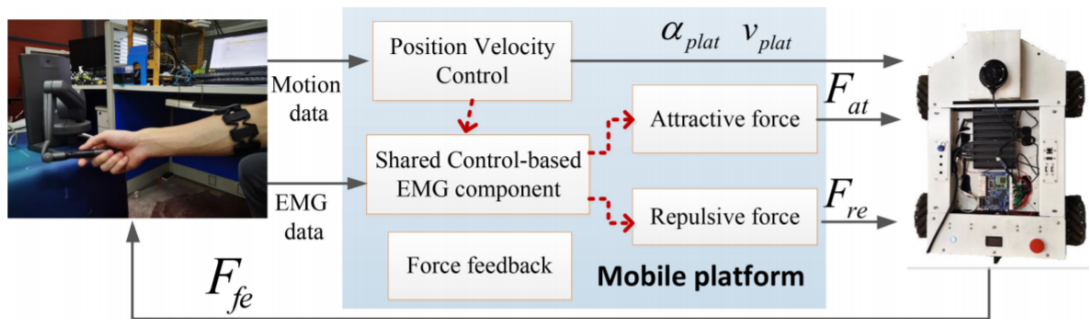 Motion
data
EMG
data
F_fe
Position Velocity
Control
Shared Control-based
EMG component
Force feedback
Attractive force
Repulsive force
Mobile platform
α_plat v_plat
F_at
F_re